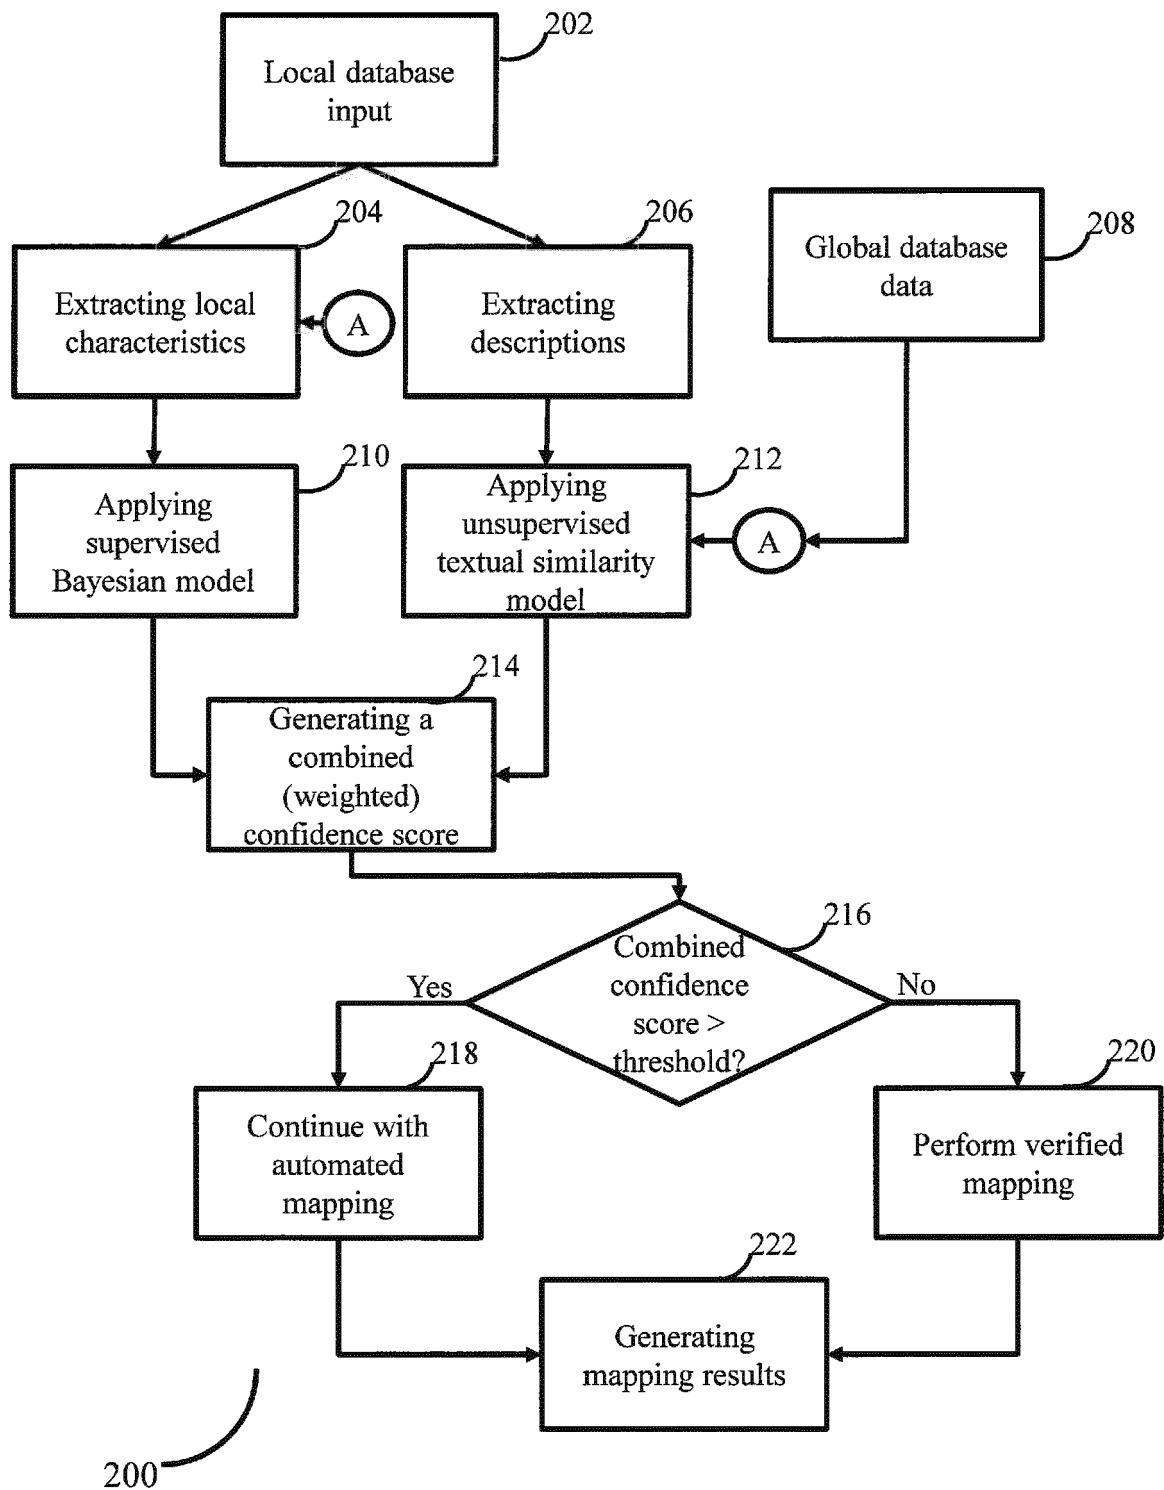 202
Local database
input
204
206
208
Global database
data
Extracting local
characteristics
A
Extracting
descriptions
210
212
Applying
supervised
Bayesian model
Applying
unsupervised
textual similarity
model
A
214
Generating a
combined
(weighted)
confidence score
216
Combined
confidence
score >
threshold?
Yes
No
218
220
Continue with
automated
mapping
Perform verified
mapping
222
Generating
mapping results
200